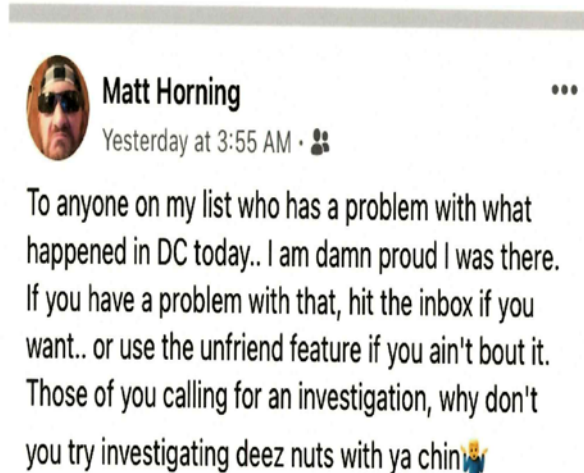 Matt Horning
Yesterday at 3:55 AM ·
To anyone on my list who has a problem with what
happened in DC today.. I am damn proud I was there.
If you have a problem with that, hit the inbox if you
want.. or use the unfriend feature if you ain't bout it.
Those of you calling for an investigation, why don't
you try investigating deez nuts with ya chin🤷‍♂️